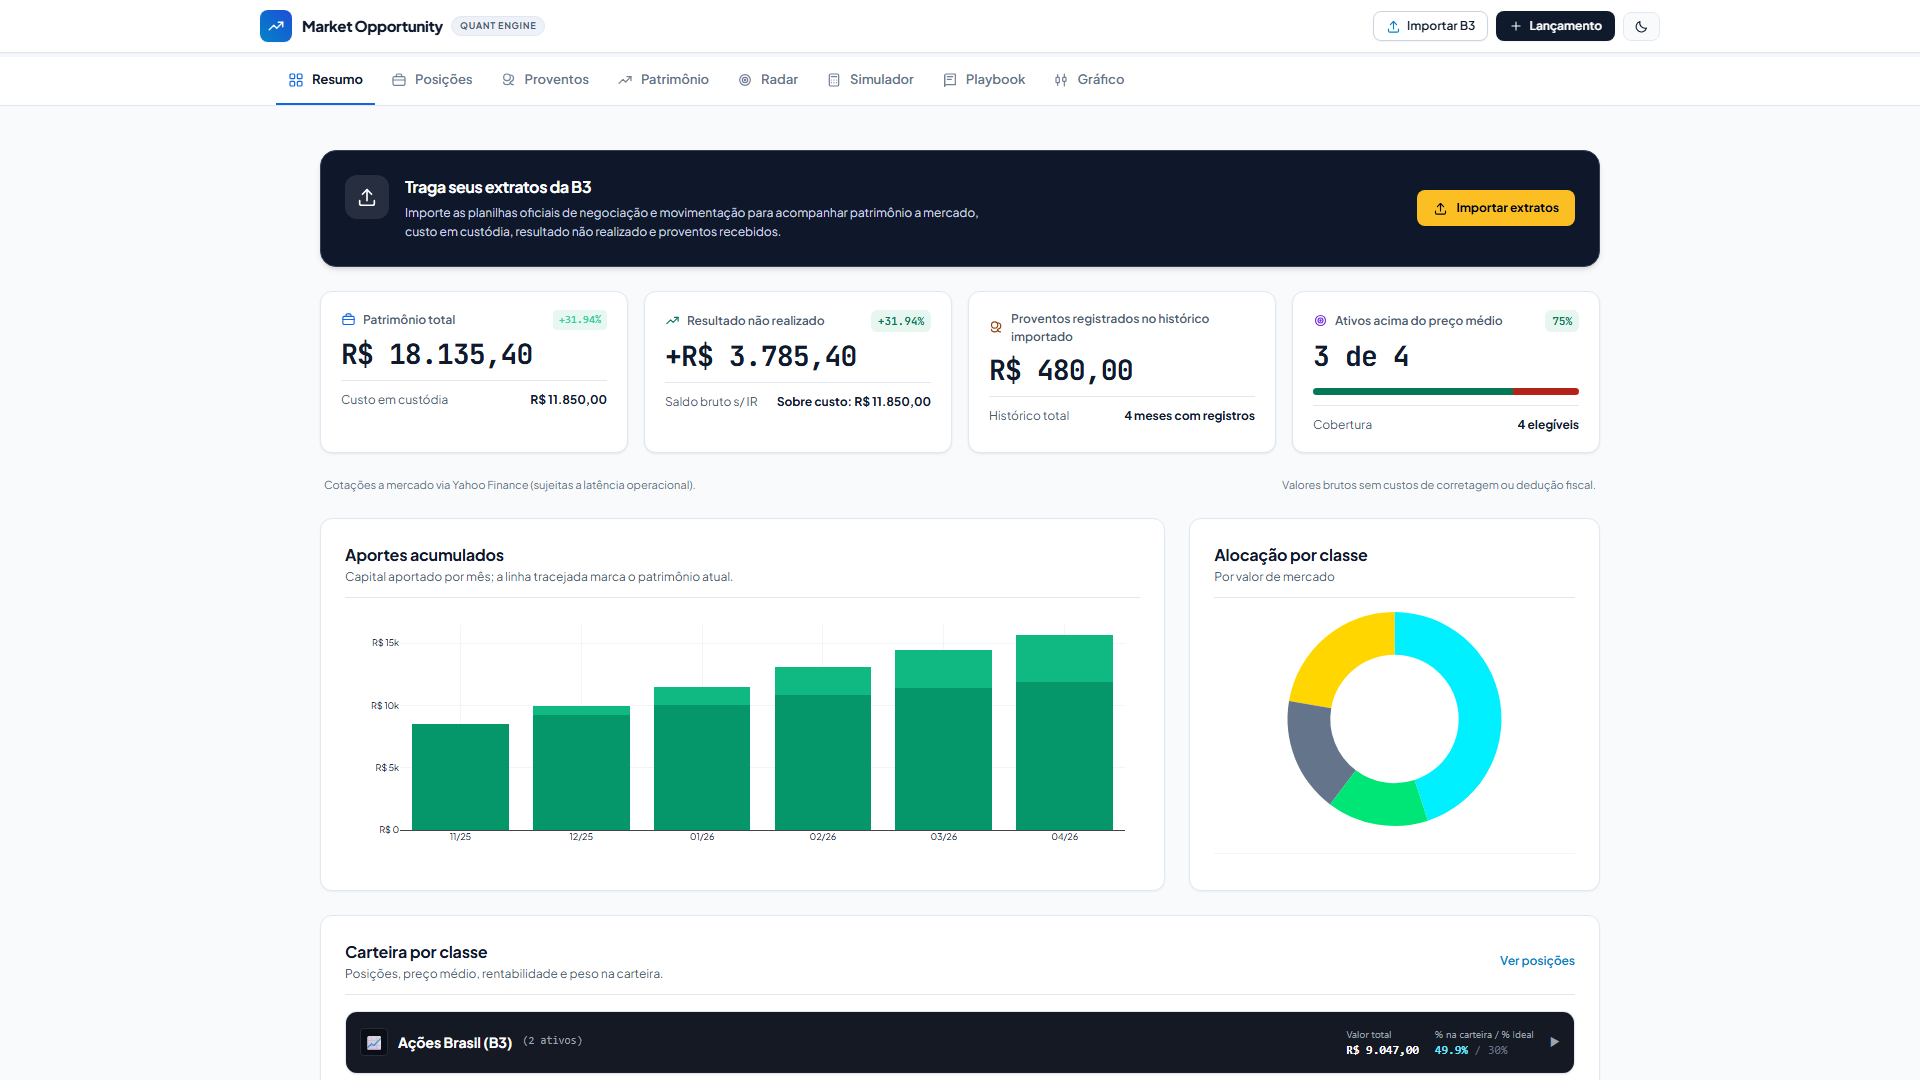 Market Opportunity
QUANT ENGINE
Importar B3
Lançamento
Resumo
Posições
Proventos
Patrimônio
Radar
Simulador
Playbook
Gráfico
Traga seus extratos da B3
Importe as planilhas oficiais de negociação e movimentação para acompanhar patrimônio a mercado,
custo em custódia, resultado não realizado e proventos recebidos.
Importar extratos
Patrimônio total
+31.94%
R$ 18.135,40
Custo em custódia
R$ 11.850,00
Resultado não realizado
+31.94%
+R$ 3.785,40
Saldo bruto s/ IR
Sobre custo: R$ 11.850,00
Proventos registrados no histórico
importado
R$ 480,00
Histórico total
4 meses com registros
Ativos acima do preço médio
75%
3 de 4
Cobertura
4 elegíveis
Cotações a mercado via Yahoo Finance (sujeitas a latência operacional).
Valores brutos sem custos de corretagem ou dedução fiscal.
Aportes acumulados
Capital aportado por mês; a linha tracejada marca o patrimônio atual.
R$ 15k
R$ 10k
R$ 5k
R$ 0
11/25
12/25
01/26
02/26
03/26
04/26
Alocação por classe
Por valor de mercado
Carteira por classe
Posições, preço médio, rentabilidade e peso na carteira.
Ver posições
Ações Brasil (B3)
(2 ativos)
Valor total
R$ 9.047,00
% na carteira / % Ideal
49.9% / 30%